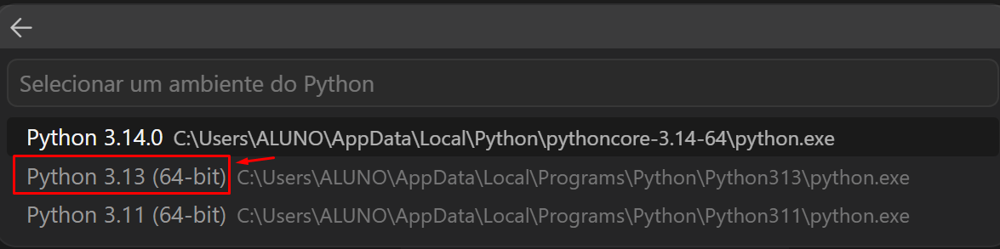 Selecionar um ambiente do Python
Python 3.14.0 C:\Users\ALUNO\AppData\Local\Python\pythoncore-3.14-64\python.exe
Python 3.13 (64-bit) C:\Users\ALUNO\AppData\Local\Programs\Python\Python313\python.exe
Python 3.11 (64-bit) C:\Users\ALUNO\AppData\Local\Programs\Python\Python311\python.exe